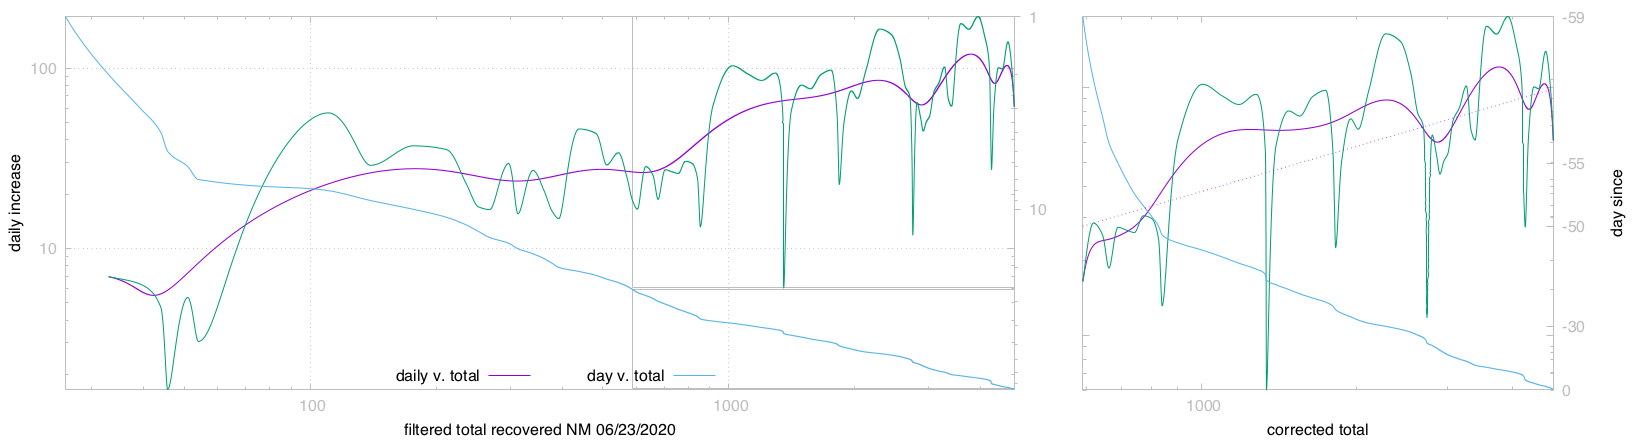 1
-59
100
daily increase
-55
day since
10
-50
10
-30
daily v. total
day v. total
0
100
1000
1000
filtered total recovered NM 06/23/2020
corrected total